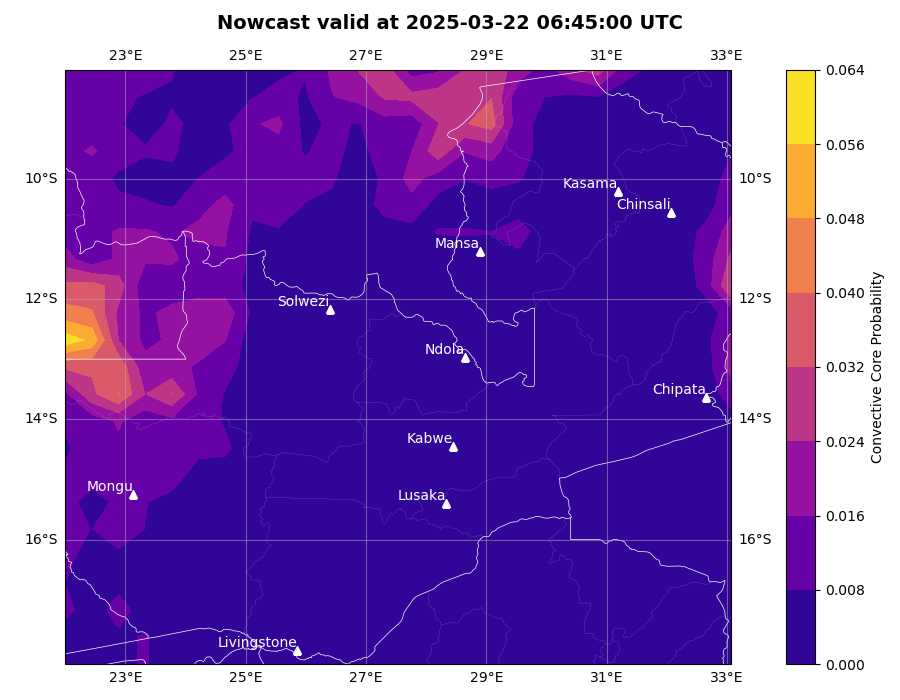 Nowcast valid at 2025-03-22 06:45:00 UTC
23°E 25°E 27°E 29°E 31°E 33°E
0.064
0.056
10°S Kasama 10°S
Chinsali
0.048
Mansa
12°S 12°S
0.040
Solwezi
Ndola
0.032
Chipata
14°S 14°S
0.024
Kabwe
Mongu
Lusaka
0.016
16°S 16°S
0.008
Livingstone
0.000
23°E 25°E 27°E 29°E 31°E 33°E
Convective Core Probability